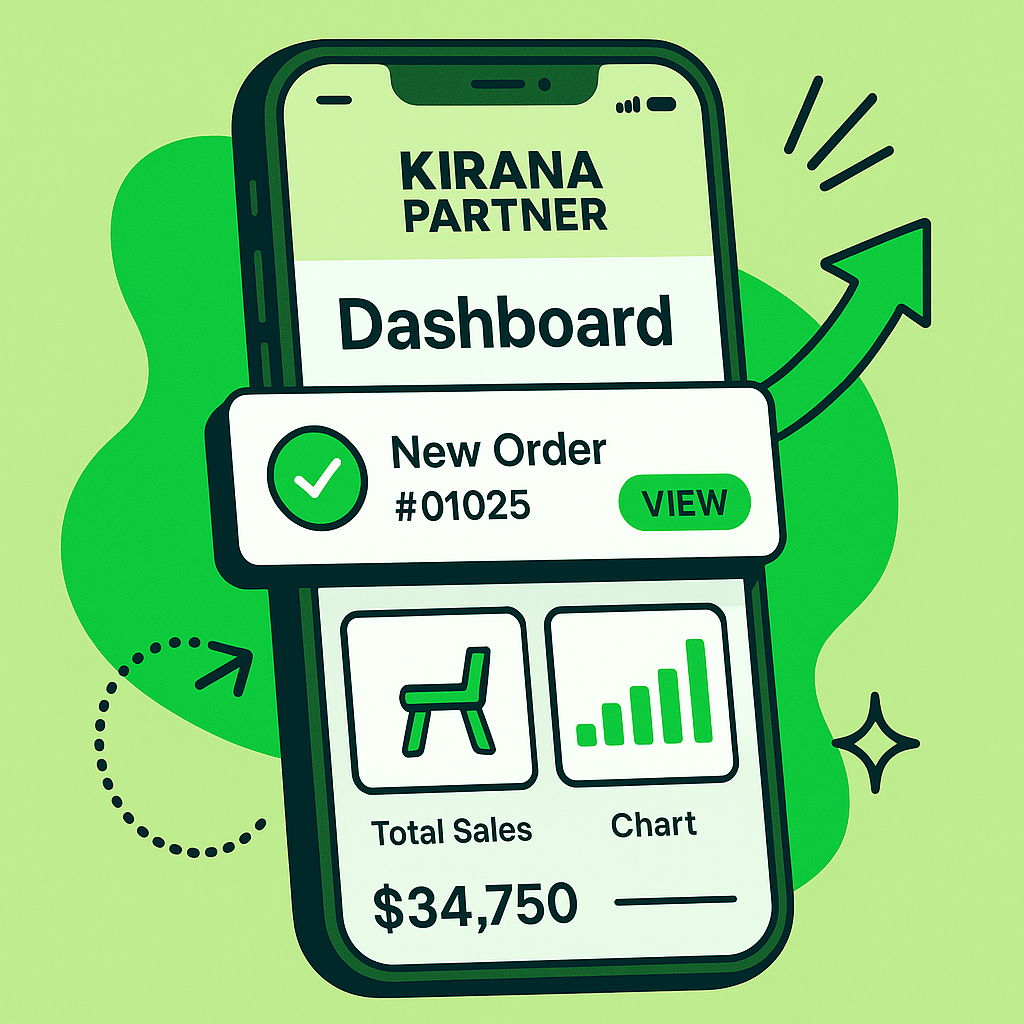 KIRANA
PARTNER
Dashboard
New Order
#01025
VIEW
Total Sales
Chart
$34,750